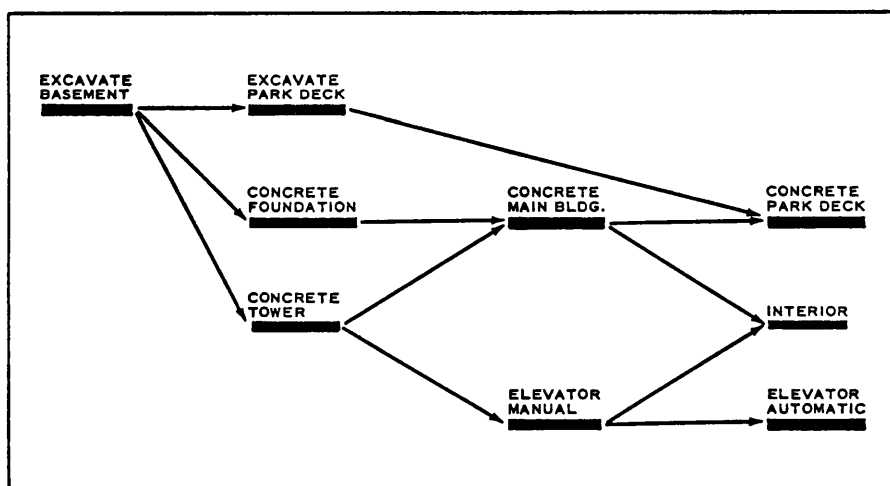 EXCAVATE
BASEMENT
EXCAVATE
PARK DECK
CONCRETE
FOUNDATION
CONCRETE
MAIN BLDG.
CONCRETE
PARK DECK
CONCRETE
TOWER
INTERIOR
ELEVATOR
MANUAL
ELEVATOR
AUTOMATIC